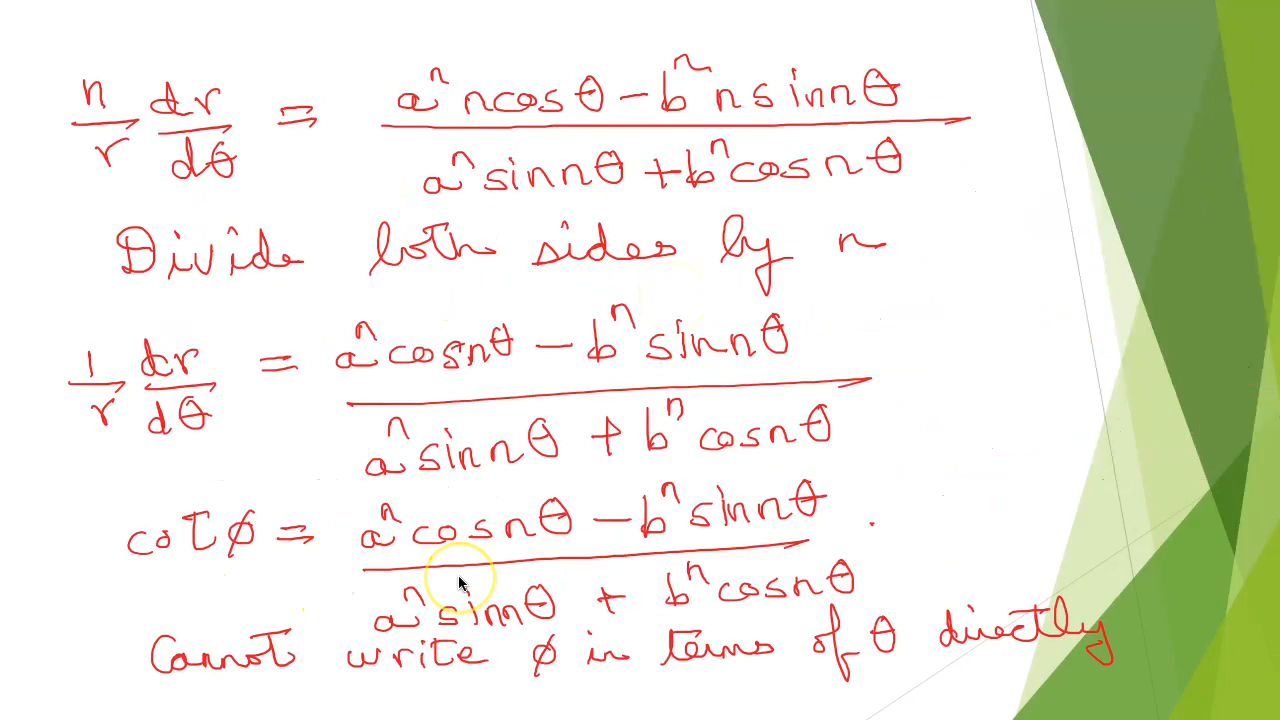 n/r dr/dθ = (aⁿ ncosθ − bⁿ nsinnθ)/(aⁿ sinnθ + bⁿ cosnθ)
Divide both sides by n
1/r dr/dθ = (aⁿ cosnθ − bⁿ sinnθ)/(aⁿ sinnθ + bⁿ cosnθ)
cotφ = (aⁿ cosnθ − bⁿ sinnθ)/(aⁿ sinnθ + bⁿ cosnθ) .
Cannot write φ in terms of θ directly